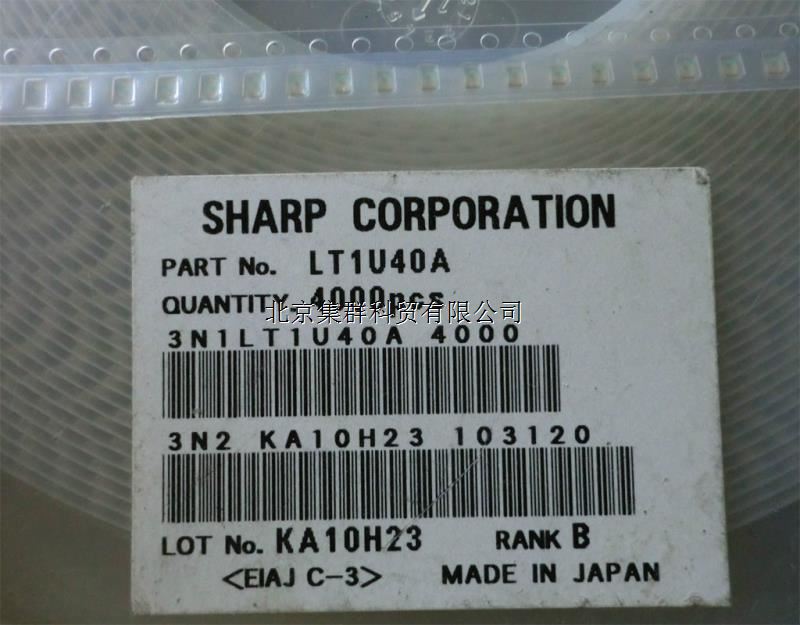 SHARP CORPORATION
PART No. LT1U40A
QUANTITY 4000pcs
北京集群科贸有限公司
3N1LT1U40A 4000
3N2 KA10H23 103120
LOT No. KA10H23 RANK B
<EIAJ C-3> MADE IN JAPAN